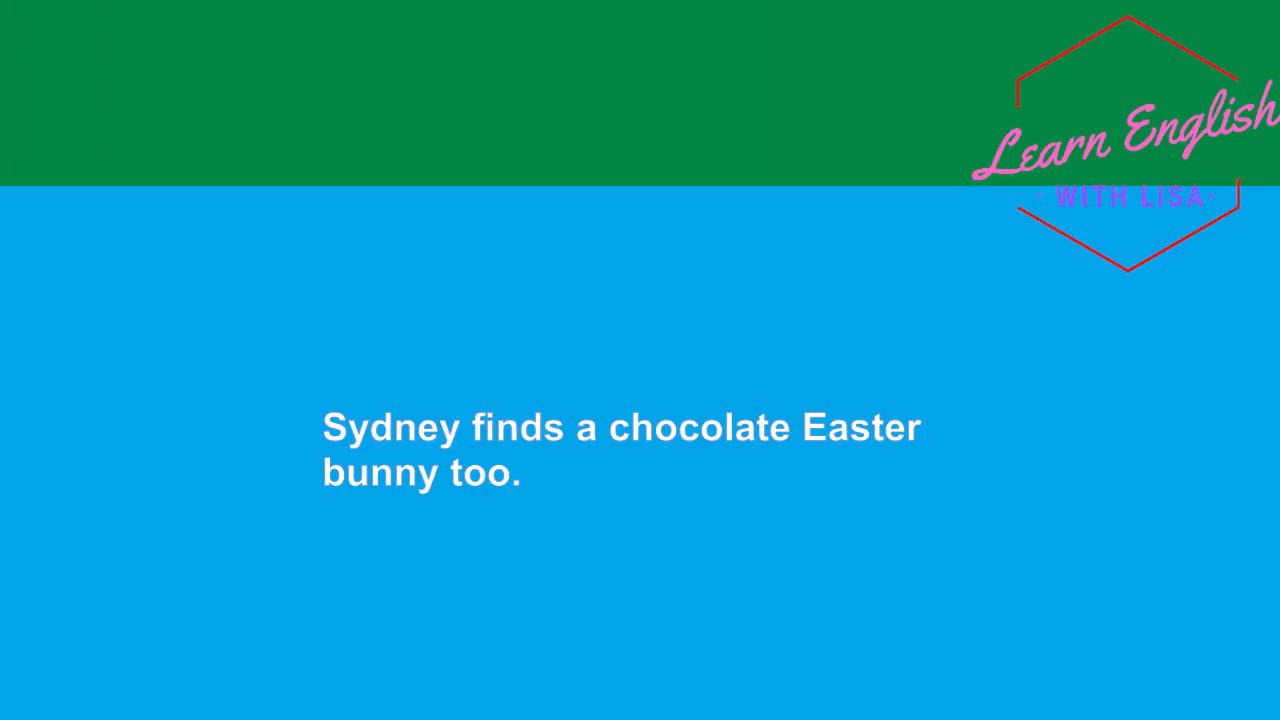 Learn English
· WITH LISA ·
Sydney finds a chocolate Easter
bunny too.